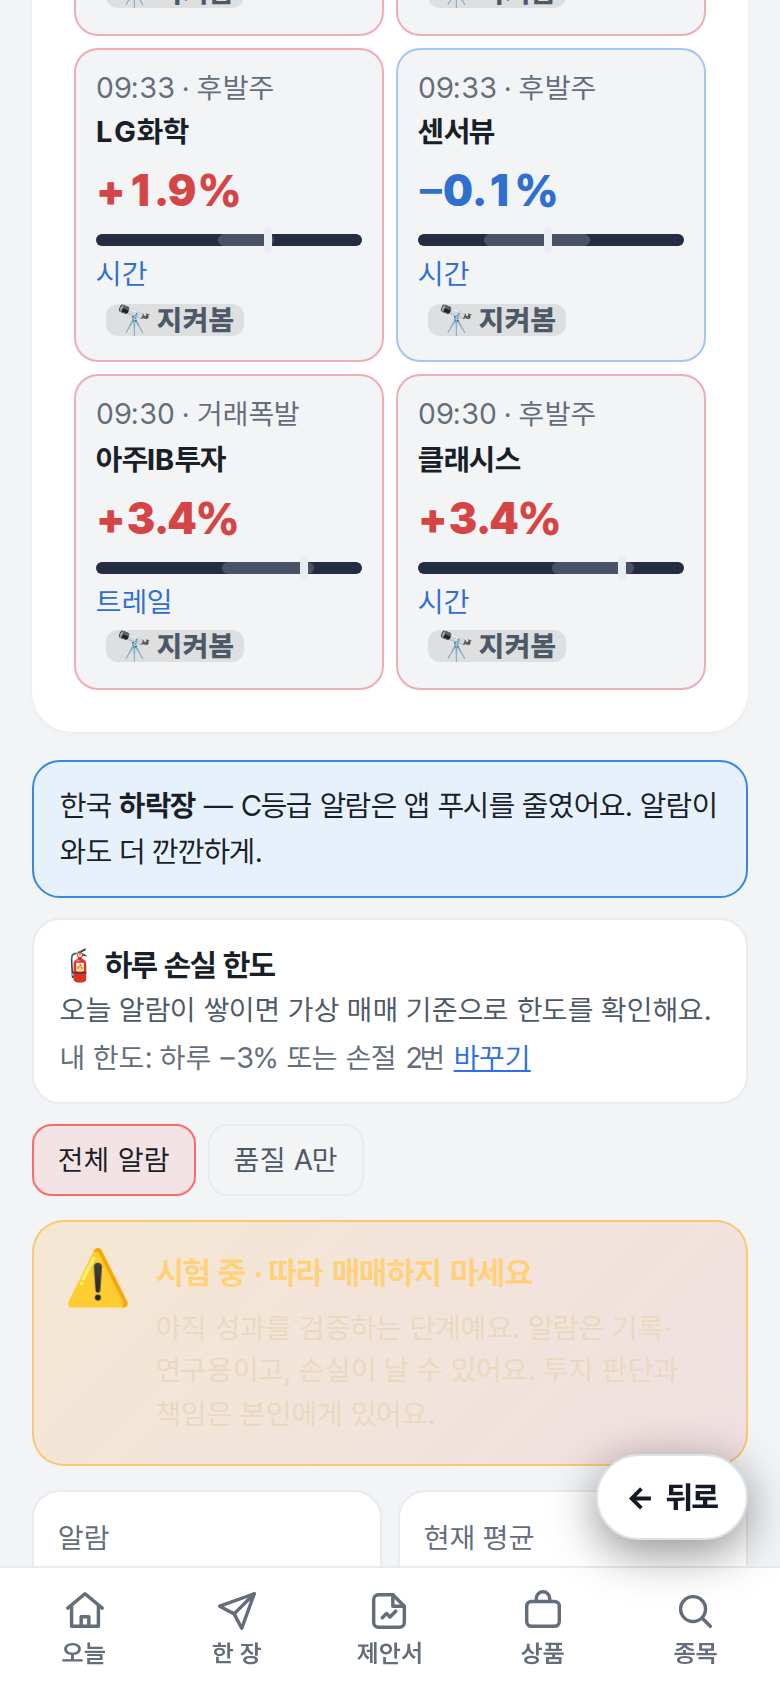 09:33 · 후발주
LG화학
+1.9%
시간
지켜봄
09:33 · 후발주
센서뷰
−0.1%
시간
지켜봄
09:30 · 거래폭발
아주IB투자
+3.4%
트레일
지켜봄
09:30 · 후발주
클래시스
+3.4%
시간
지켜봄
한국 하락장 — C등급 알람은 앱 푸시를 줄였어요. 알람이
와도 더 깐깐하게.
하루 손실 한도
오늘 알람이 쌓이면 가상 매매 기준으로 한도를 확인해요.
내 한도: 하루 −3% 또는 손절 2번 바꾸기
전체 알람
품질 A만
시험 중 · 따라 매매하지 마세요
아직 성과를 검증하는 단계예요. 알람은 기록·
연구용이고, 손실이 날 수 있어요. 투자 판단과
책임은 본인에게 있어요.
← 뒤로
알람
현재 평균
오늘
한 장
제안서
상품
종목